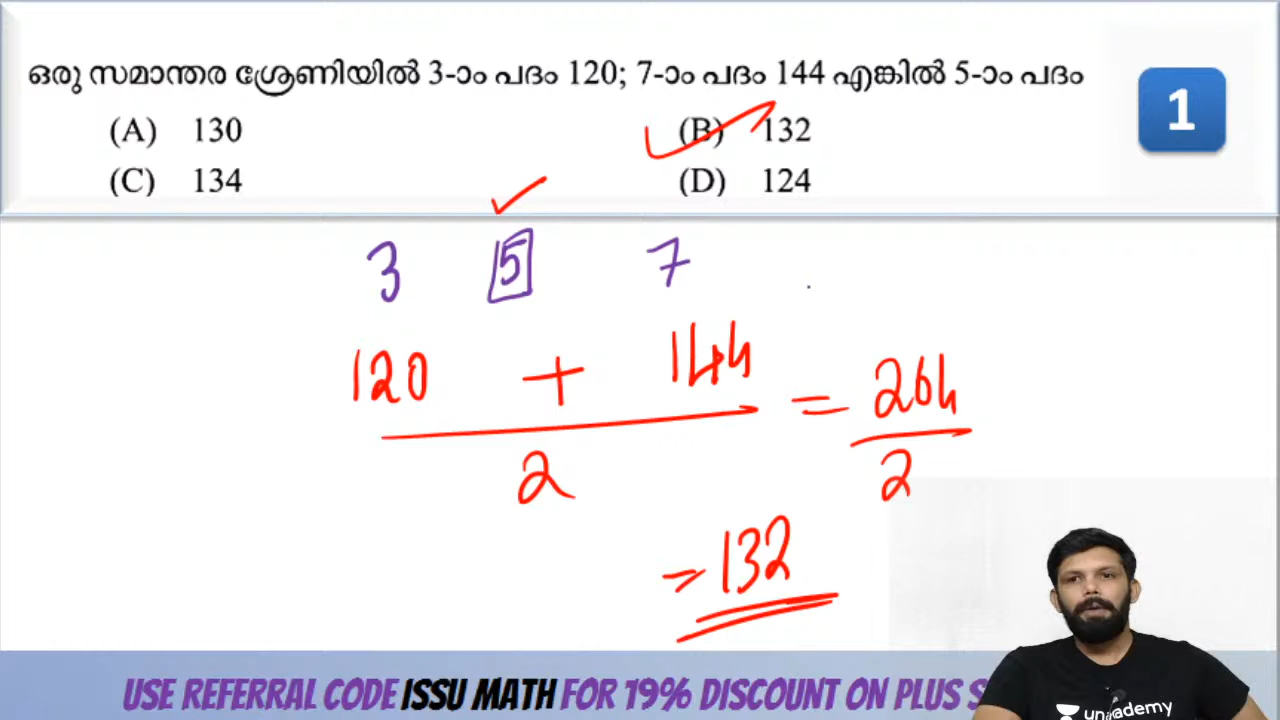 ഒരു സമാന്തര ശ്രേണിയിൽ 3-ാം പദം 120; 7-ാം പദം 144 എങ്കിൽ 5-ാം പദം
1
(A) 130 (B) 132
(C) 134 (D) 124
3 5 7
120 + 144 = 264
2 2
= 132
USE REFERRAL CODE ISSU MATH FOR 19% DISCOUNT ON PLUS S
unacademy